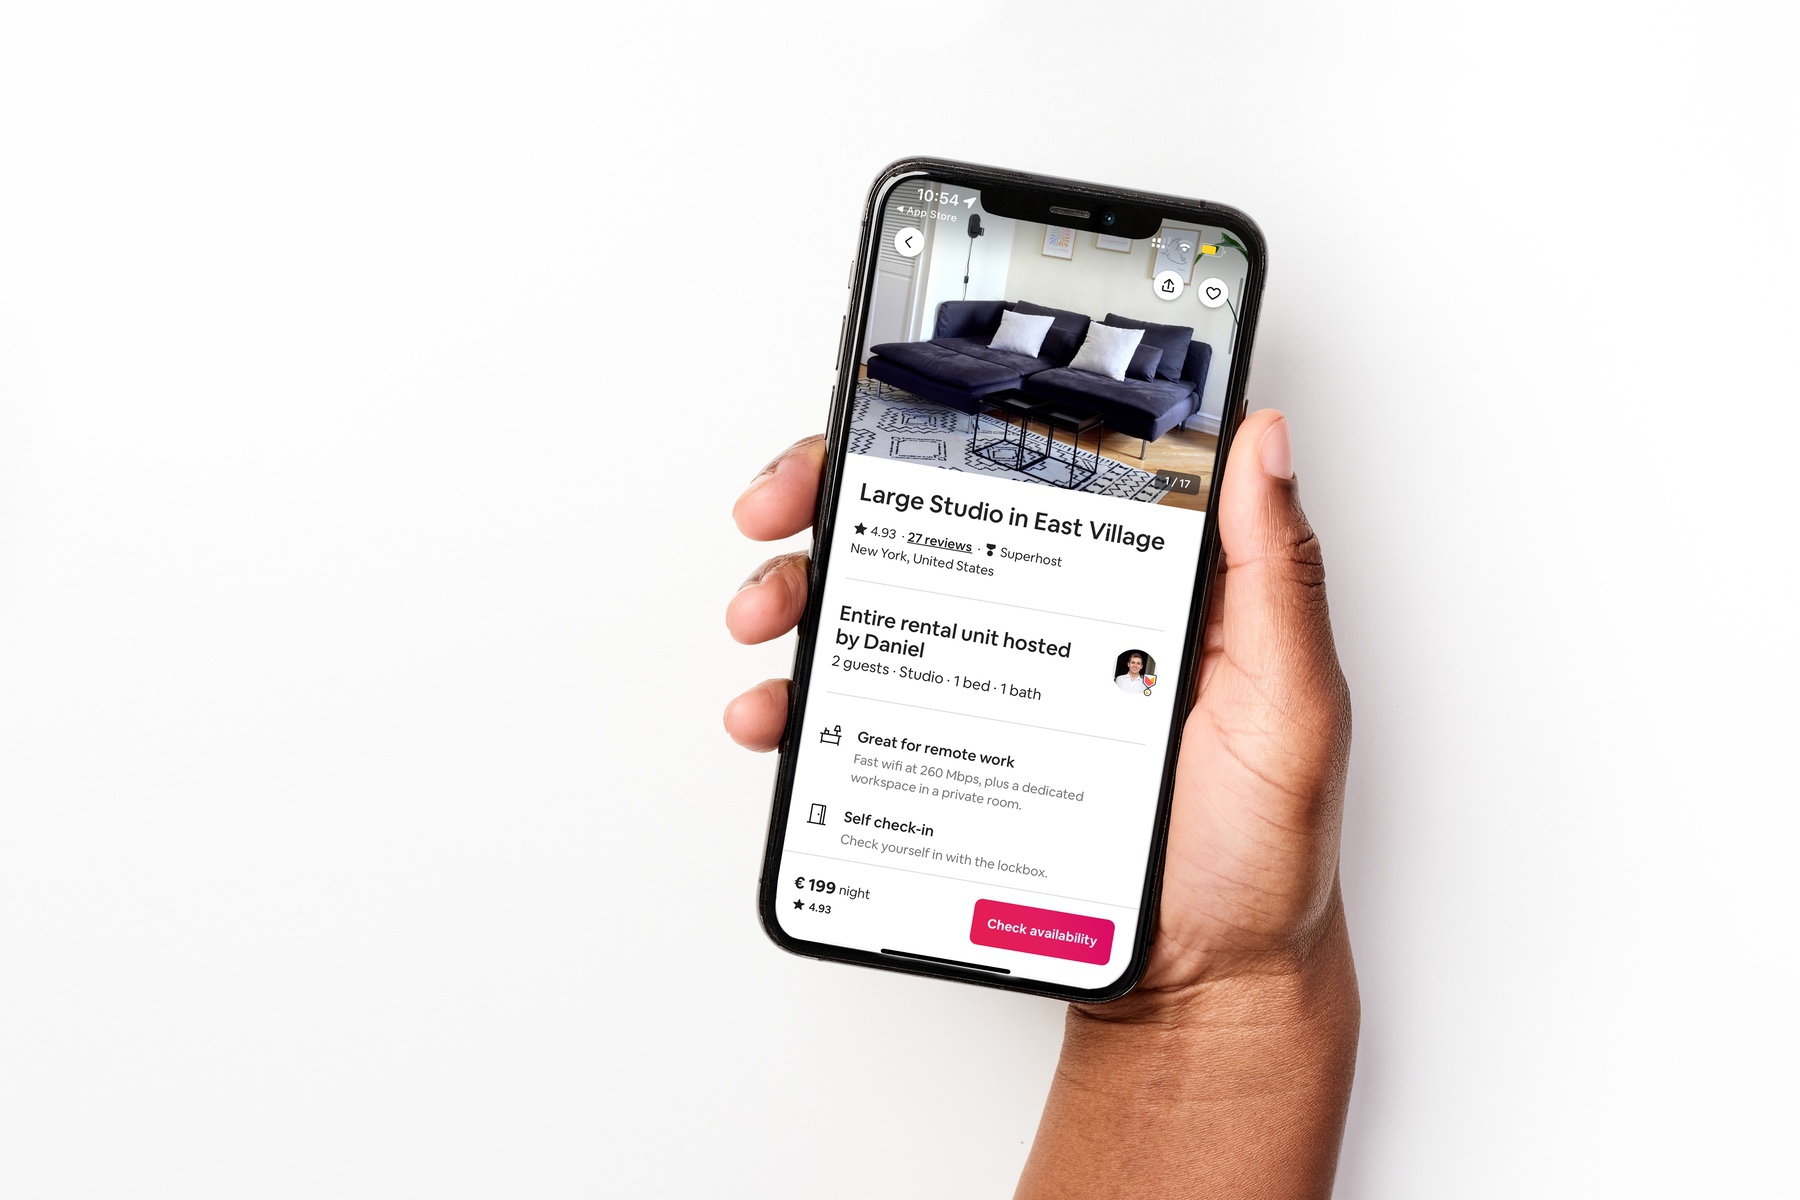 10:54
◀ App Store
1 / 17
Large Studio in East Village
★ 4.93 · 27 reviews · Superhost
New York, United States
Entire rental unit hosted
by Daniel
2 guests · Studio · 1 bed · 1 bath
Great for remote work
Fast wifi at 260 Mbps, plus a dedicated
workspace in a private room.
Self check-in
Check yourself in with the lockbox.
€ 199 night
★ 4.93
Check availability